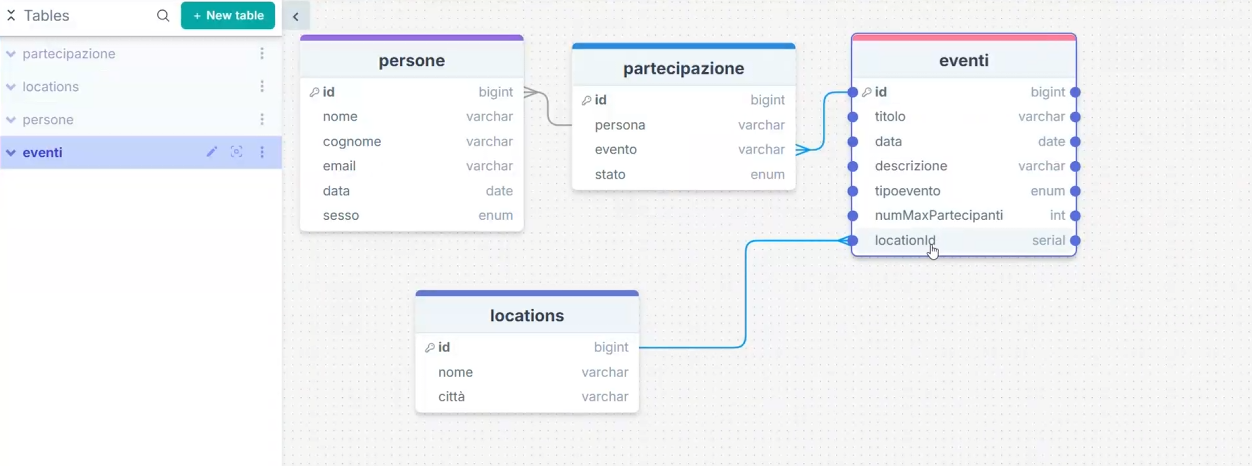 Tables
+ New table
partecipazione
locations
persone
eventi
persone
id bigint
nome varchar
cognome varchar
email varchar
data date
sesso enum
partecipazione
id bigint
persona varchar
evento varchar
stato enum
eventi
id bigint
titolo varchar
data date
descrizione varchar
tipoevento enum
numMaxPartecipanti int
locationId serial
locations
id bigint
nome varchar
città varchar